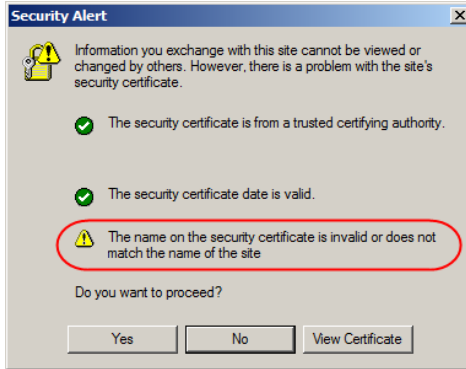 Security Alert
Information you exchange with this site cannot be viewed or
changed by others. However, there is a problem with the site's
security certificate.
The security certificate is from a trusted certifying authority.
The security certificate date is valid.
The name on the security certificate is invalid or does not
match the name of the site
Do you want to proceed?
Yes No View Certificate